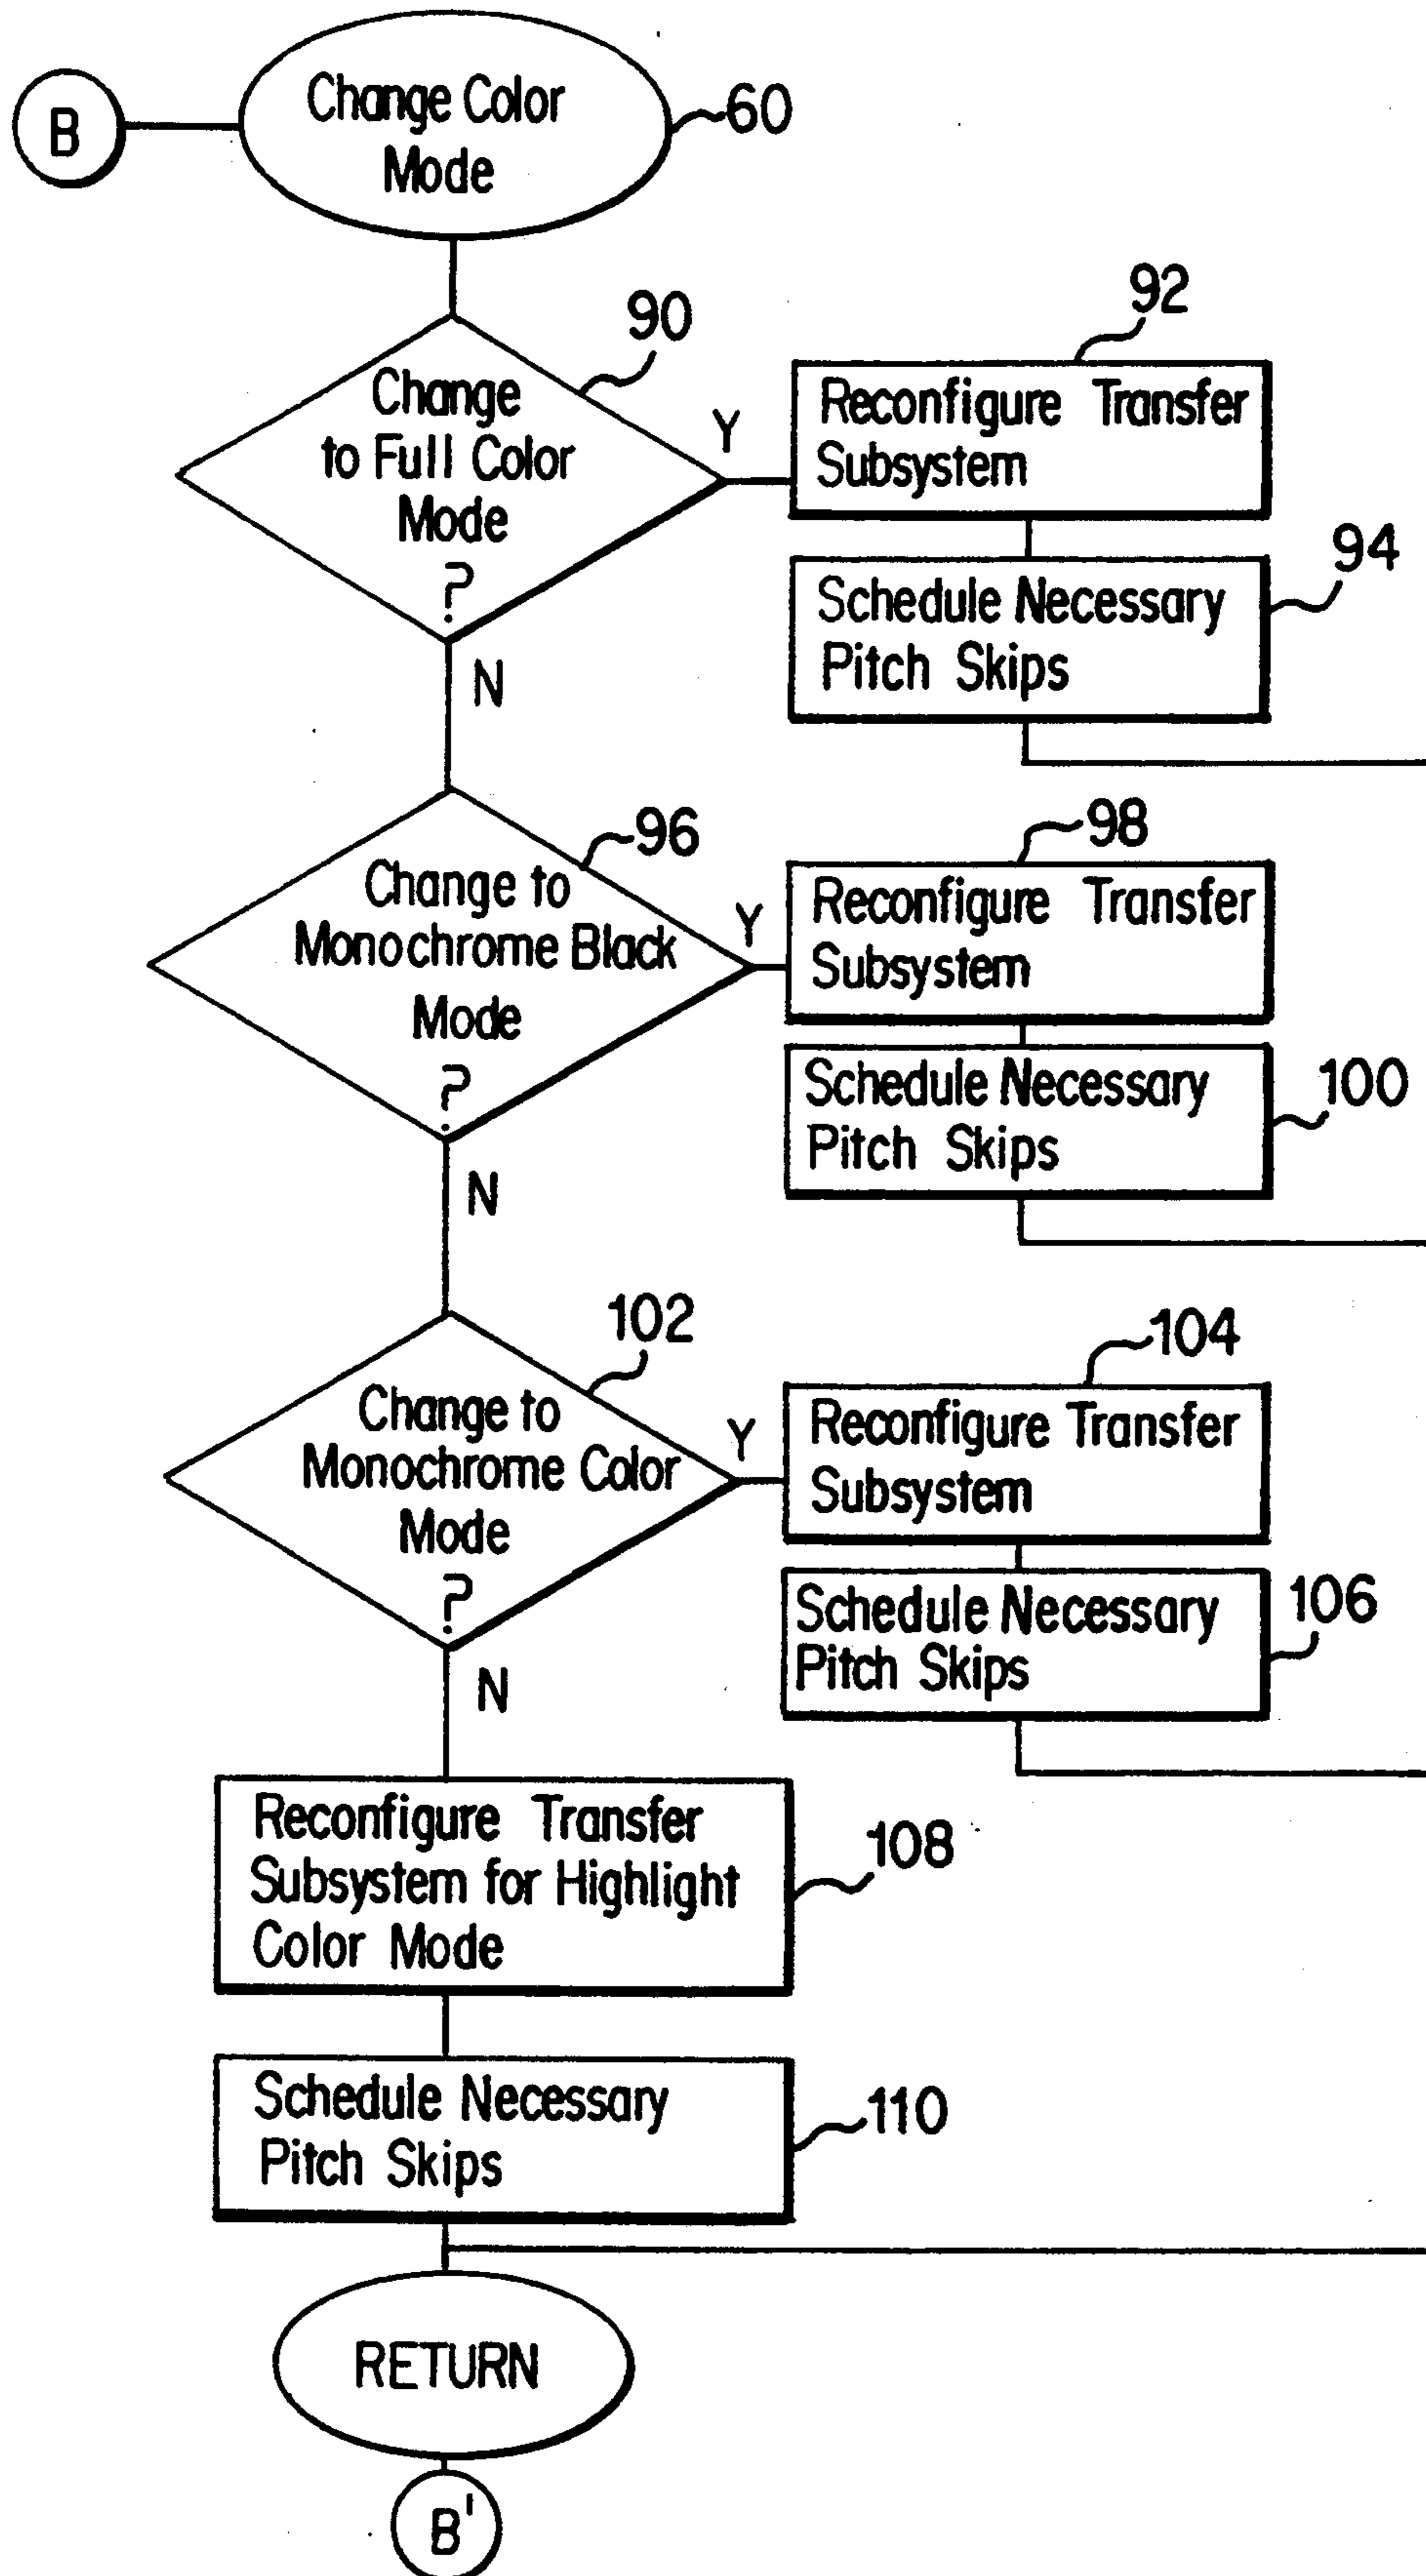 B
Change Color
Mode
60
90
Change
to Full Color
Mode
?
Y
N
92
Reconfigure Transfer
Subsystem
94
Schedule Necessary
Pitch Skips
96
Change to
Monochrome Black
Mode
?
Y
N
98
Reconfigure Transfer
Subsystem
100
Schedule Necessary
Pitch Skips
102
Change to
Monochrome Color
Mode
?
Y
N
104
Reconfigure Transfer
Subsystem
106
Schedule Necessary
Pitch Skips
Reconfigure Transfer
Subsystem for Highlight
Color Mode
108
Schedule Necessary
Pitch Skips
110
RETURN
B'